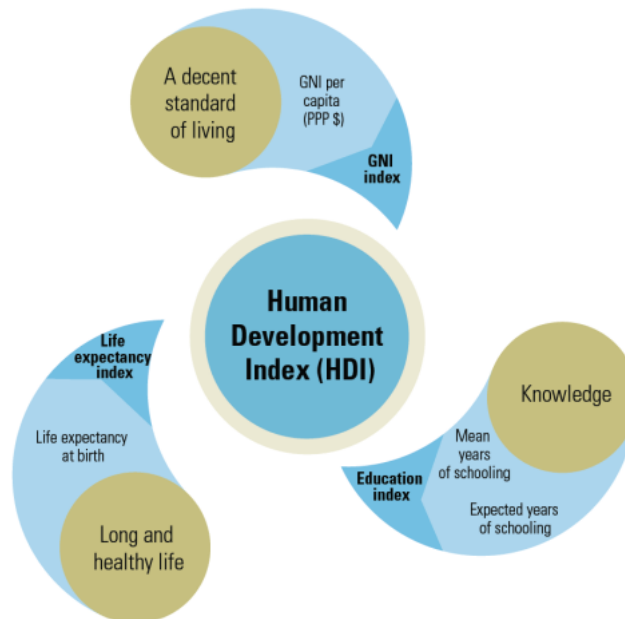 A decent
standard
of living
GNI per
capita
(PPP $)
GNI
index
Human
Development
Index (HDI)
Life
expectancy
index
Life expectancy
at birth
Long and
healthy life
Knowledge
Mean
years
of schooling
Education
index
Expected years
of schooling